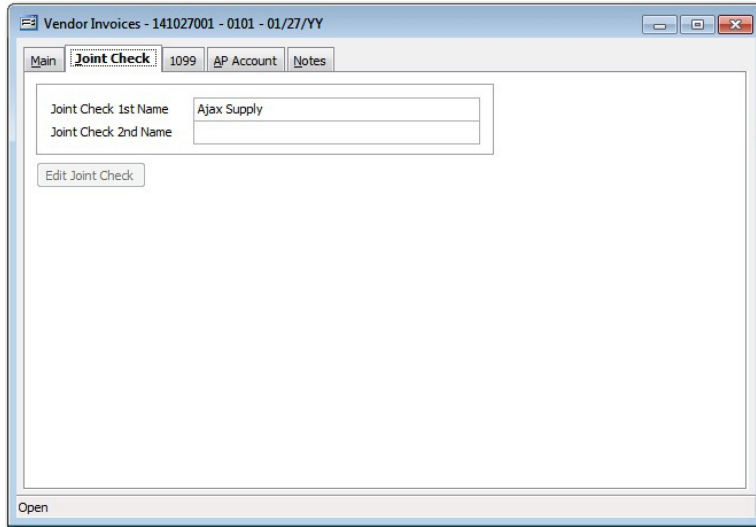 Vendor Invoices - 141027001 - 0101 - 01/27/YY
Main Joint Check 1099 AP Account Notes
Joint Check 1st Name Ajax Supply
Joint Check 2nd Name
Edit Joint Check
Open